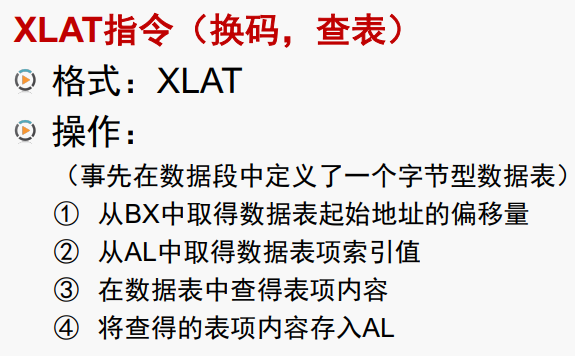 XLAT指令（换码，查表）
格式：XLAT
操作：
（事先在数据段中定义了一个字节型数据表）
① 从BX中取得数据表起始地址的偏移量
② 从AL中取得数据表项索引值
③ 在数据表中查得表项内容
④ 将查得的表项内容存入AL